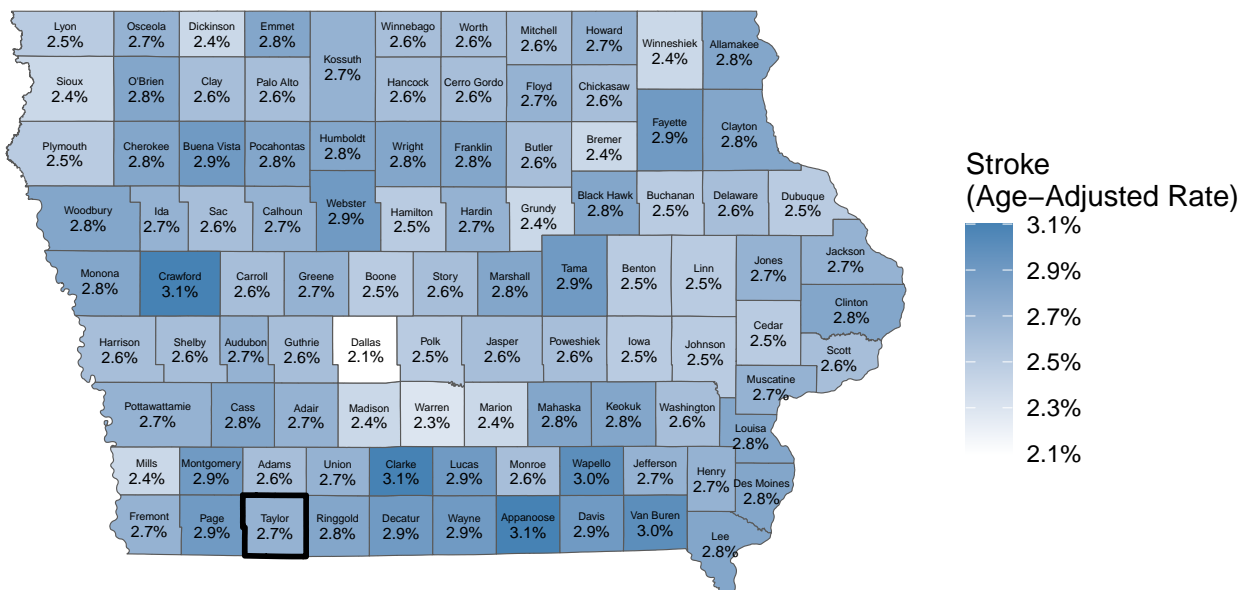 Lyon
2.5%
Osceola
2.7%
Dickinson
2.4%
Emmet
2.8%
Kossuth
2.7%
Winnebago
2.6%
Worth
2.6%
Mitchell
2.6%
Howard
2.7%
Winneshiek
2.4%
Allamakee
2.8%
Sioux
2.4%
O'Brien
2.8%
Clay
2.6%
Palo Alto
2.6%
Hancock
2.6%
Cerro Gordo
2.6%
Floyd
2.7%
Chickasaw
2.6%
Fayette
2.9%
Clayton
2.8%
Plymouth
2.5%
Cherokee
2.8%
Buena Vista
2.9%
Pocahontas
2.8%
Humboldt
2.8%
Wright
2.8%
Franklin
2.8%
Butler
2.6%
Bremer
2.4%
Woodbury
2.8%
Ida
2.7%
Sac
2.6%
Calhoun
2.7%
Webster
2.9%
Hamilton
2.5%
Hardin
2.7%
Grundy
2.4%
Black Hawk
2.8%
Buchanan
2.5%
Delaware
2.6%
Dubuque
2.5%
Monona
2.8%
Crawford
3.1%
Carroll
2.6%
Greene
2.7%
Boone
2.5%
Story
2.6%
Marshall
2.8%
Tama
2.9%
Benton
2.5%
Linn
2.5%
Jones
2.7%
Jackson
2.7%
Clinton
2.8%
Harrison
2.6%
Shelby
2.6%
Audubon
2.7%
Guthrie
2.6%
Dallas
2.1%
Polk
2.5%
Jasper
2.6%
Poweshiek
2.6%
Iowa
2.5%
Johnson
2.5%
Cedar
2.5%
Scott
2.6%
Muscatine
2.7%
Pottawattamie
2.7%
Cass
2.8%
Adair
2.7%
Madison
2.4%
Warren
2.3%
Marion
2.4%
Mahaska
2.8%
Keokuk
2.8%
Washington
2.6%
Louisa
2.8%
Mills
2.4%
Montgomery
2.9%
Adams
2.6%
Union
2.7%
Clarke
3.1%
Lucas
2.9%
Monroe
2.6%
Wapello
3.0%
Jefferson
2.7%
Henry
2.7%
Des Moines
2.8%
Fremont
2.7%
Page
2.9%
Taylor
2.7%
Ringgold
2.8%
Decatur
2.9%
Wayne
2.9%
Appanoose
3.1%
Davis
2.9%
Van Buren
3.0%
Lee
2.8%
Stroke
(Age−Adjusted Rate)
3.1%
2.9%
2.7%
2.5%
2.3%
2.1%